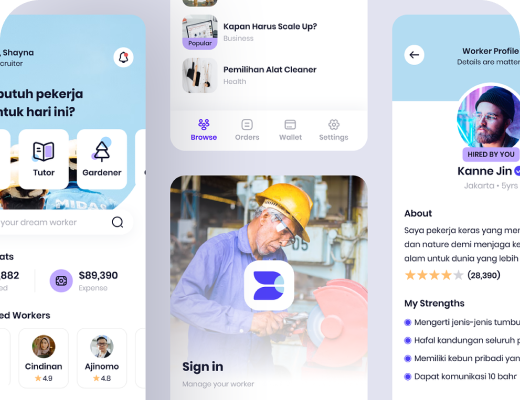 , Shayna
cruiter
butuh pekerja
ntuk hari ini?
Tutor
Gardener
your dream worker
ats
,882
ed
$89,390
Expense
ed Workers
Cindinan
4.9
Ajinomo
4.8
Kapan Harus Scale Up?
Business
Popular
Pemilihan Alat Cleaner
Health
Browse
Orders
Wallet
Settings
Sign in
Manage your worker
Worker Profile
Details are matter
HIRED BY YOU
Kanne Jin
Jakarta • 5yrs
About
Saya pekerja keras yang mer
dan nature demi menjaga ke
alam untuk dunia yang lebih
(28,390)
My Strengths
Mengerti jenis-jenis tumbu
Hafal kandungan seluruh p
Memiliki kebun pribadi yan
Dapat komunikasi 10 bahr